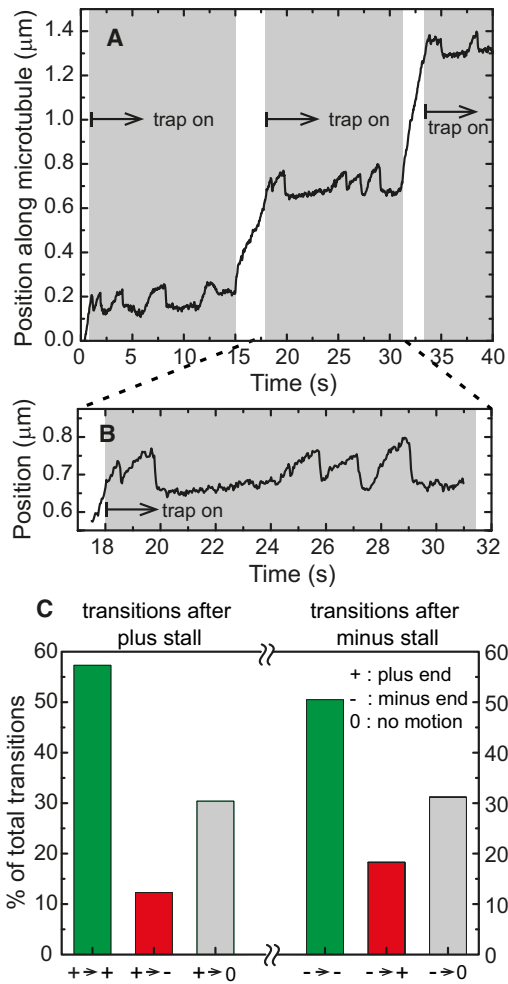 A
Position along microtubule (μm)
1.4
1.2
1.0
0.8
0.6
0.4
0.2
0.0
trap on
trap on
trap on
0 5 10 15 20 25 30 35 40
Time (s)
B
Position (μm)
0.8
0.7
0.6
trap on
18 20 22 24 26 28 30 32
Time (s)
C
transitions after
plus stall
transitions after
minus stall
% of total transitions
60
50
40
30
20
10
0
+ : plus end
- : minus end
0 : no motion
60
50
40
30
20
10
0
+→+ +→- +→0 -→- -→+ -→0